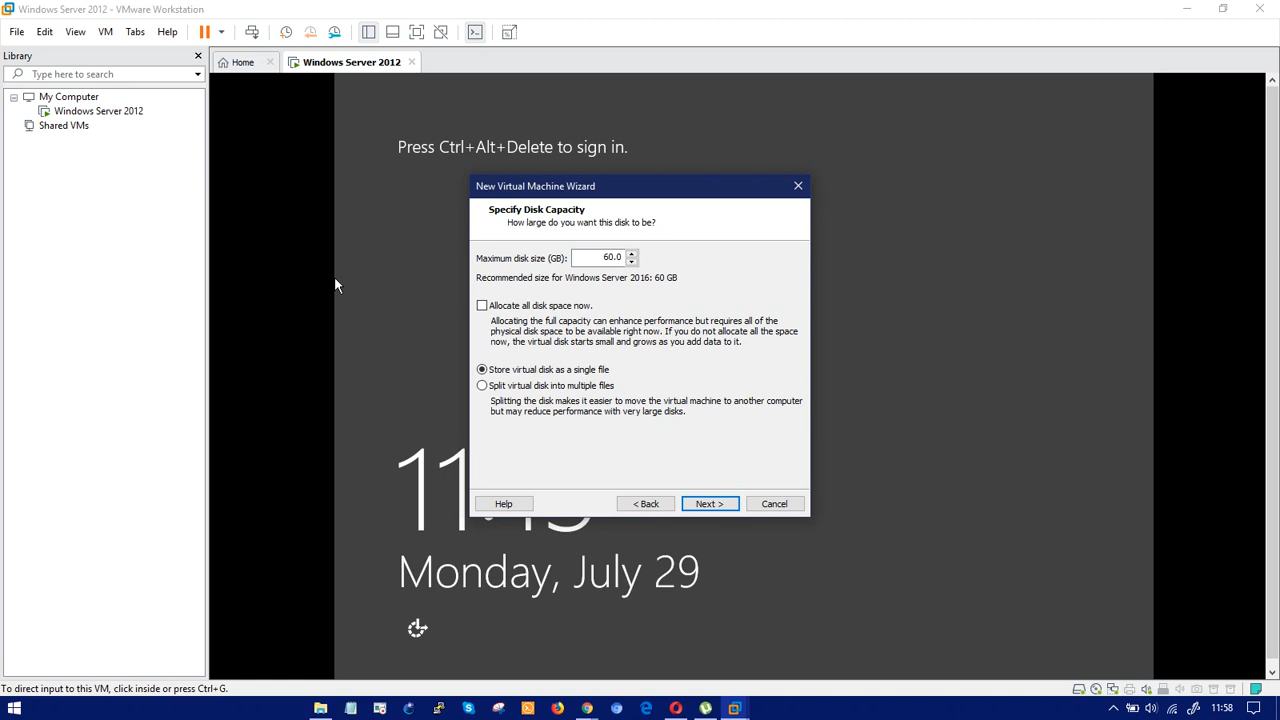 Windows Server 2012 - VMware Workstation
File Edit View VM Tabs Help
Library
Type here to search
My Computer
Windows Server 2012
Shared VMs
Home
Windows Server 2012
Press Ctrl+Alt+Delete to sign in.
New Virtual Machine Wizard
Specify Disk Capacity
How large do you want this disk to be?
Maximum disk size (GB): 60.0
Recommended size for Windows Server 2016: 60 GB
Allocate all disk space now.
Allocating the full capacity can enhance performance but requires all of the
physical disk space to be available right now. If you do not allocate all the space
now, the virtual disk starts small and grows as you add data to it.
Store virtual disk as a single file
Split virtual disk into multiple files
Splitting the disk makes it easier to move the virtual machine to another computer
but may reduce performance with very large disks.
Help < Back Next > Cancel
Monday, July 29
To direct input to this VM, click inside or press Ctrl+G.
11:58